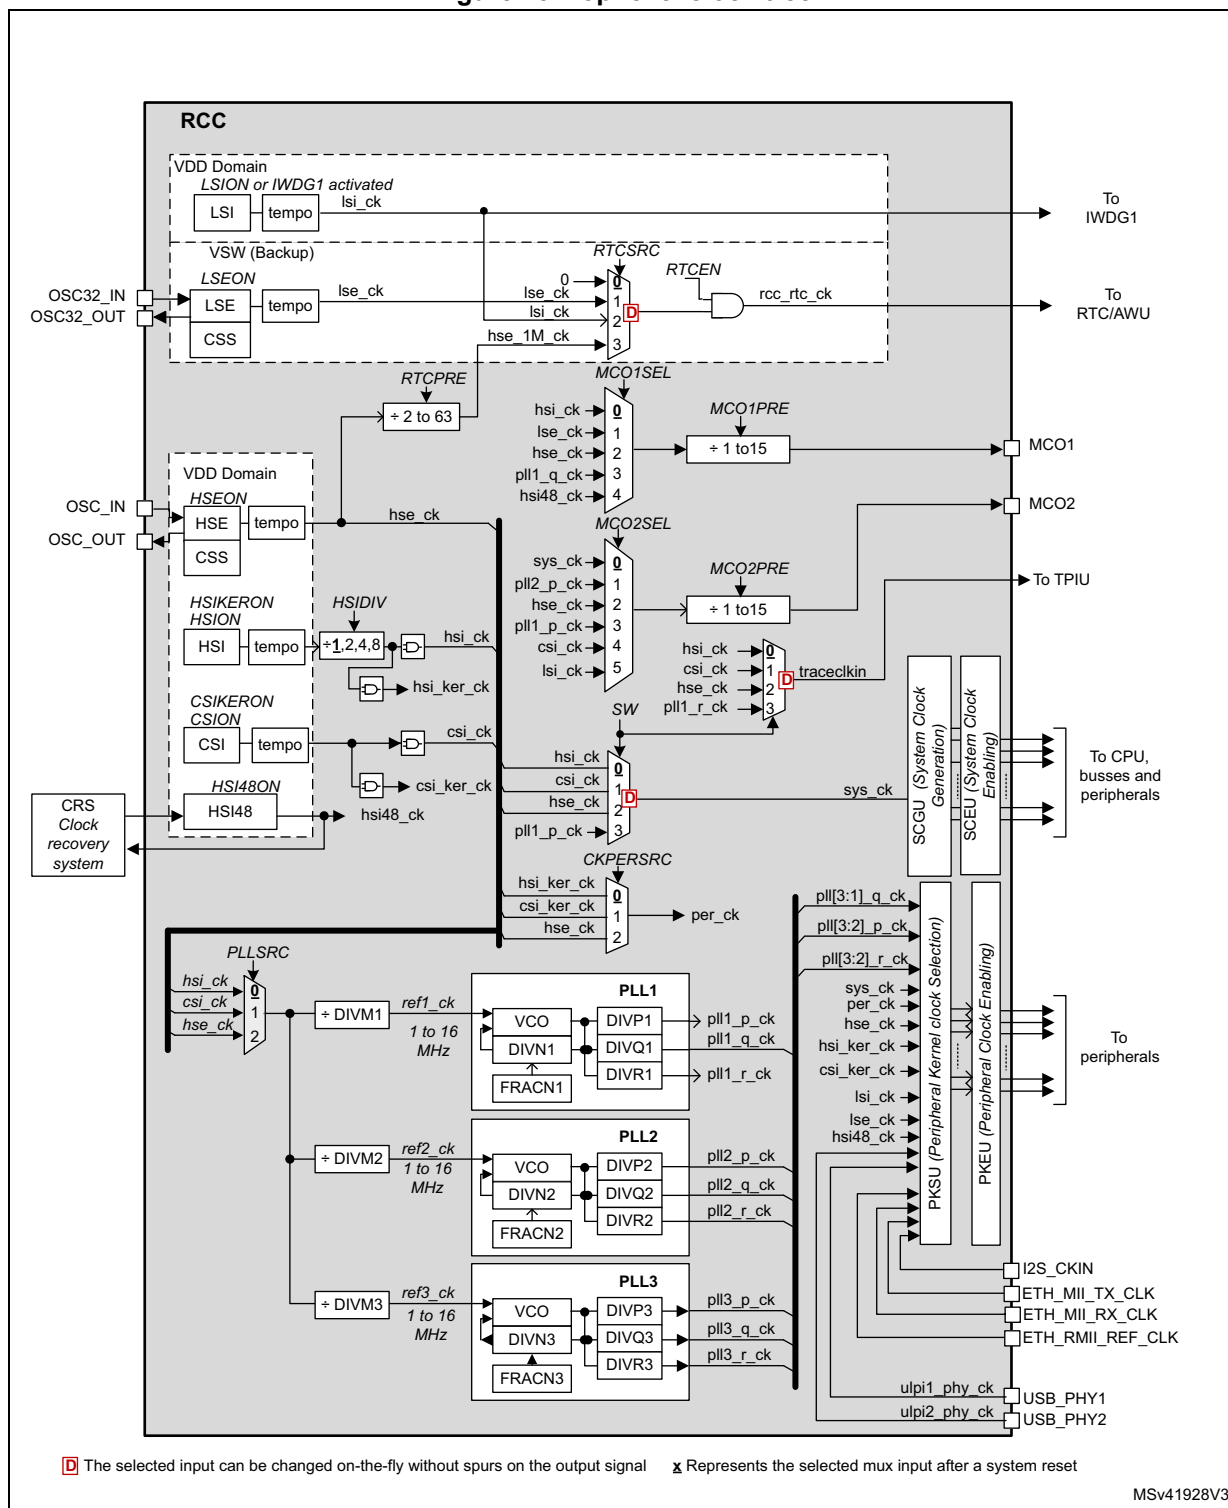 RCC
VDD Domain
LSION or IWDG1 activated
LSI
tempo
lsi_ck
To
IWDG1
VSW (Backup)
LSEON
OSC32_IN
OSC32_OUT
LSE
CSS
tempo
lse_ck
RTCSRC
0
lse_ck
lsi_ck
hse_1M_ck
0
1
2
3
D
RTCEN
rcc_rtc_ck
To
RTC/AWU
RTCPRE
÷ 2 to 63
MCO1SEL
hsi_ck
lse_ck
hse_ck
pll1_q_ck
hsi48_ck
0
1
2
3
4
MCO1PRE
÷ 1 to15
MCO1
VDD Domain
HSEON
OSC_IN
OSC_OUT
HSE
CSS
tempo
hse_ck
MCO2SEL
sys_ck
pll2_p_ck
hse_ck
pll1_p_ck
csi_ck
lsi_ck
0
1
2
3
4
5
MCO2PRE
÷ 1 to15
MCO2
HSIKERON
HSION
HSI
tempo
HSIDIV
÷1,2,4,8
hsi_ck
hsi_ker_ck
hsi_ck
csi_ck
hse_ck
pll1_r_ck
0
1
2
3
D
traceclkin
To TPIU
CSIKERON
CSION
CSI
tempo
csi_ck
csi_ker_ck
HSI48ON
HSI48
hsi48_ck
CRS
Clock
recovery
system
SW
hsi_ck
csi_ck
hse_ck
pll1_p_ck
0
1
2
3
D
sys_ck
SCGU (System Clock
Generation)
SCEU (System Clock
Enabling)
To CPU,
busses and
peripherals
CKPERSRC
hsi_ker_ck
csi_ker_ck
hse_ck
0
1
2
per_ck
PLLSRC
hsi_ck
csi_ck
hse_ck
0
1
2
÷ DIVM1
ref1_ck
1 to 16
MHz
PLL1
VCO
DIVN1
FRACN1
DIVP1
DIVQ1
DIVR1
pll1_p_ck
pll1_q_ck
pll1_r_ck
÷ DIVM2
ref2_ck
1 to 16
MHz
PLL2
VCO
DIVN2
FRACN2
DIVP2
DIVQ2
DIVR2
pll2_p_ck
pll2_q_ck
pll2_r_ck
÷ DIVM3
ref3_ck
1 to 16
MHz
PLL3
VCO
DIVN3
FRACN3
DIVP3
DIVQ3
DIVR3
pll3_p_ck
pll3_q_ck
pll3_r_ck
pll[3:1]_q_ck
pll[3:2]_p_ck
pll[3:2]_r_ck
sys_ck
per_ck
hse_ck
hsi_ker_ck
csi_ker_ck
lsi_ck
lse_ck
hsi48_ck
PKSU (Peripheral Kernel clock Selection)
PKEU (Peripheral Clock Enabling)
To
peripherals
I2S_CKIN
ETH_MII_TX_CLK
ETH_MII_RX_CLK
ETH_RMII_REF_CLK
ulpi1_phy_ck
USB_PHY1
ulpi2_phy_ck
USB_PHY2
D The selected input can be changed on-the-fly without spurs on the output signal
x Represents the selected mux input after a system reset
MSv41928V3